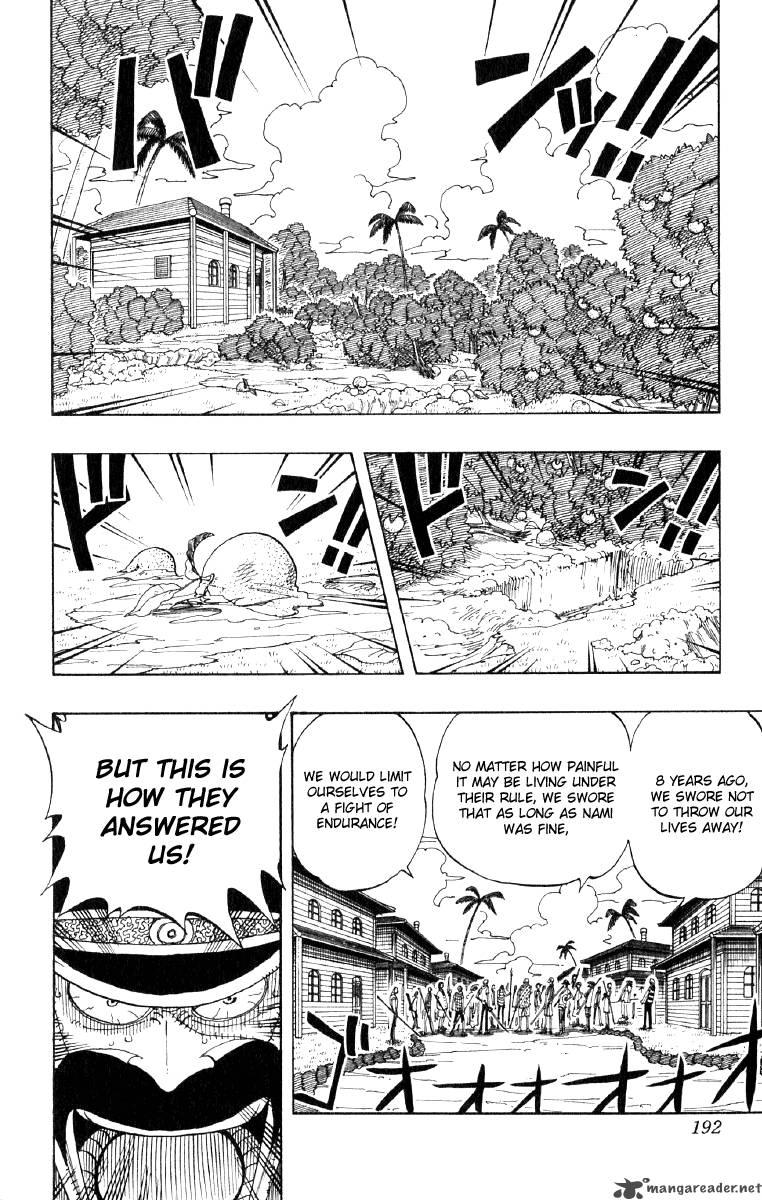 バン!!
ドン!!
ドン!!
8 YEARS AGO,
WE SWORE NOT
TO THROW OUR
LIVES AWAY!
NO MATTER HOW PAINFUL
IT MAY BE LIVING UNDER
THEIR RULE, WE SWORE
THAT AS LONG AS NAMI
WAS FINE,
WE WOULD LIMIT
OURSELVES TO
A FIGHT OF
ENDURANCE!
ゴオオオオオオ
BUT THIS IS
HOW THEY
ANSWERED
US!
192
mangareader.net